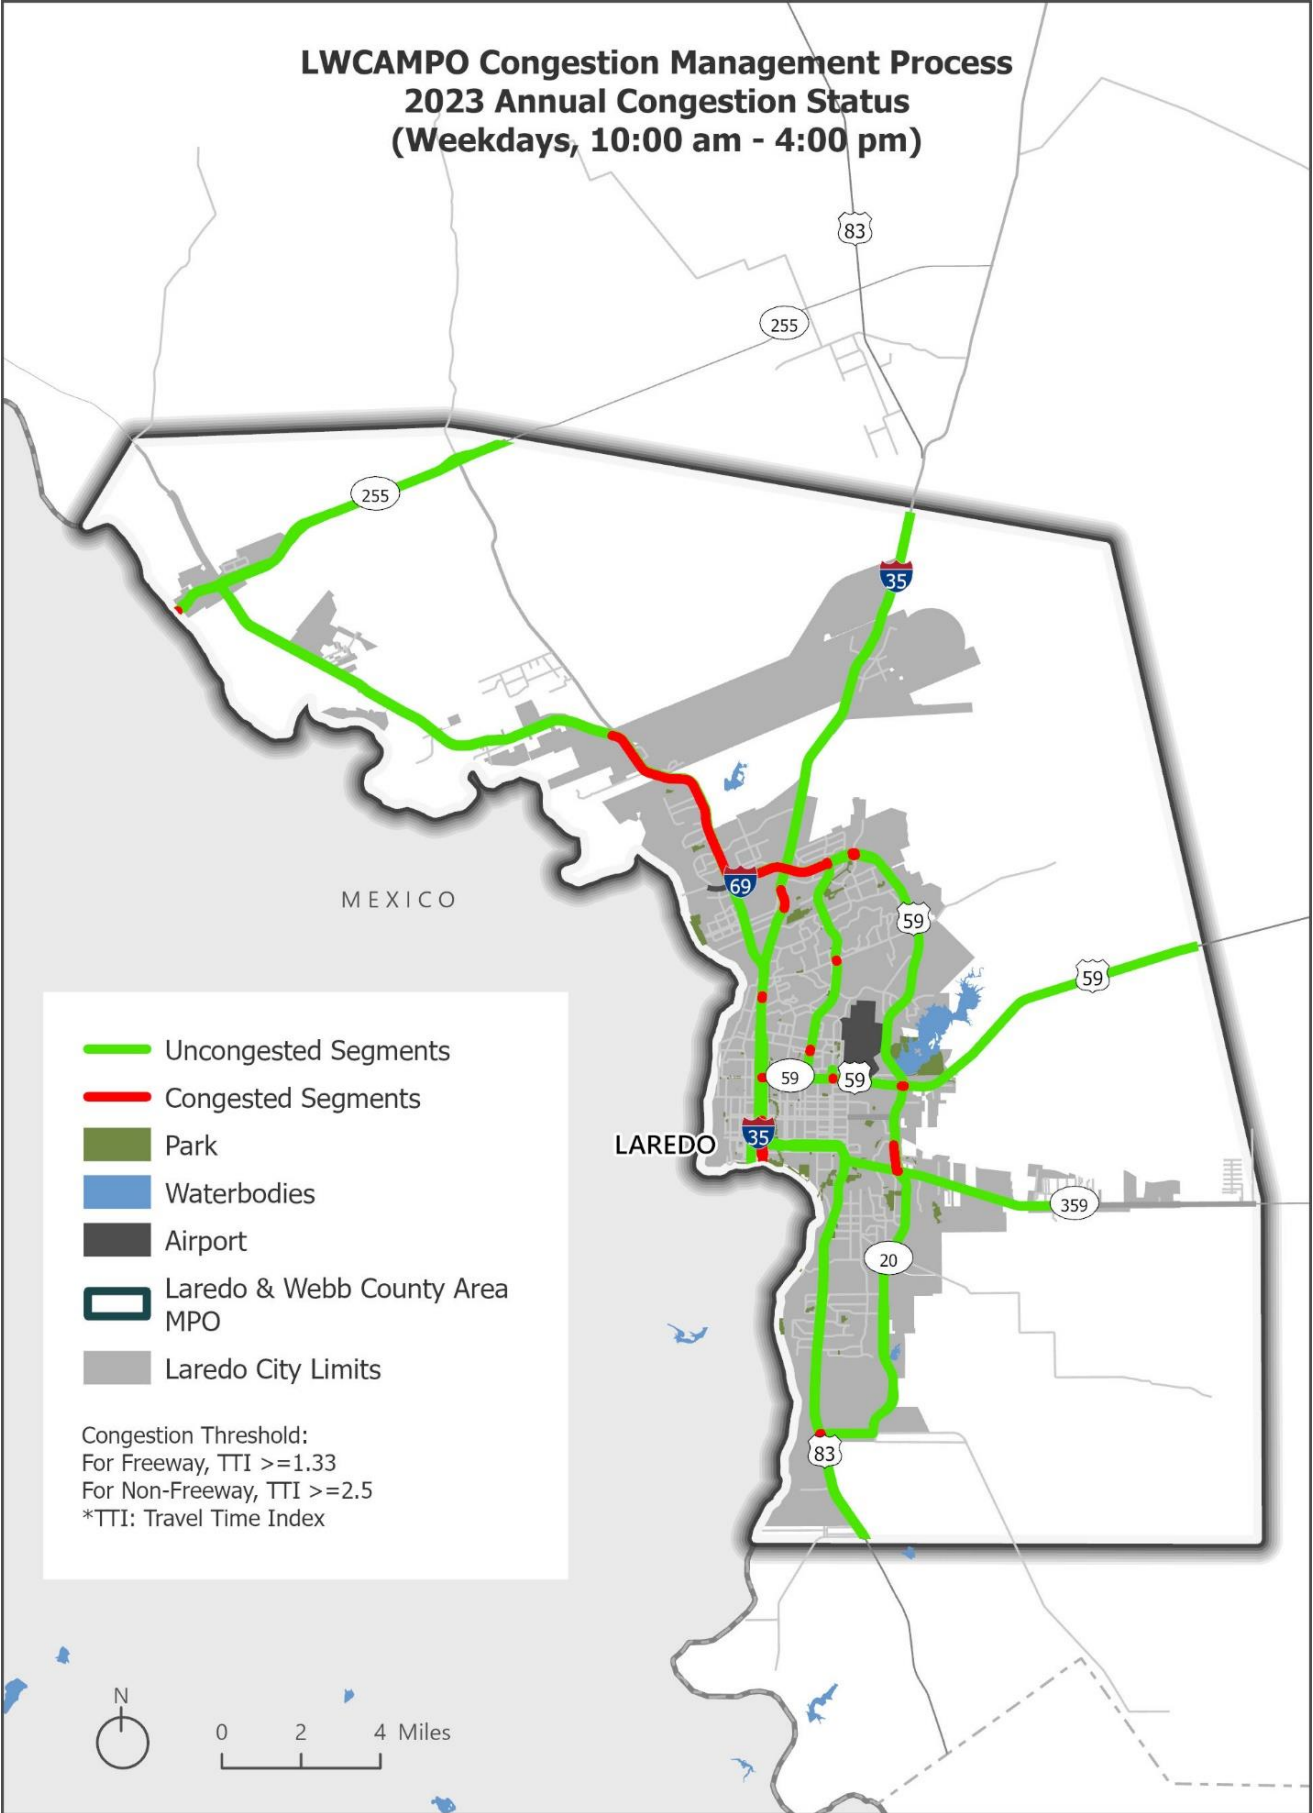 LWCAMPO Congestion Management Process
2023 Annual Congestion Status
(Weekdays, 10:00 am - 4:00 pm)
83
255
255
35
MEXICO
69
59
59
59
59
35
LAREDO
359
20
83
Uncongested Segments
Congested Segments
Park
Waterbodies
Airport
Laredo & Webb County Area
MPO
Laredo City Limits
Congestion Threshold:
For Freeway, TTI >=1.33
For Non-Freeway, TTI >=2.5
*TTI: Travel Time Index
N
0 2 4 Miles